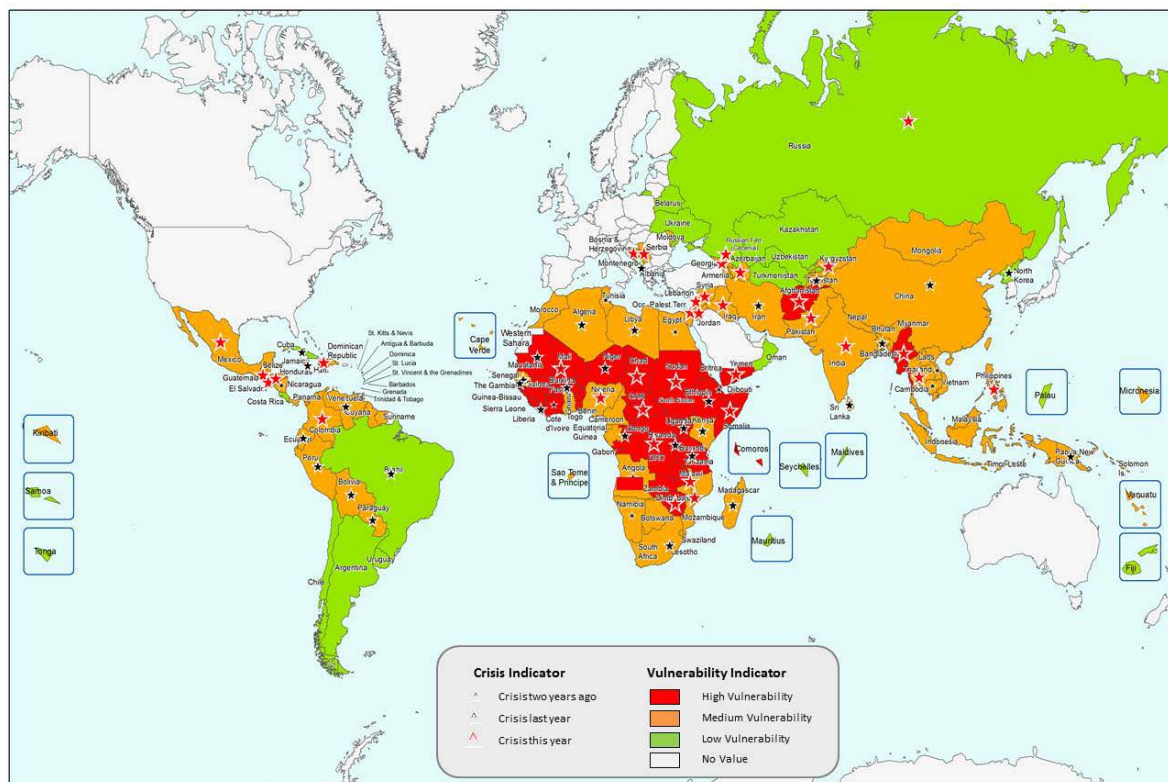 Russia
Belarus
Ukraine
Moldova
Bosnia &
Herzegovina
Serbia
Montenegro
Albania
Kazakhstan
Mongolia
Russian Fed
Georgia
Azerbaijan
Armenia
Uzbekistan
Kyrgyzstan
Turkmenistan
North
Korea
China
Afghanistan
Syria
Lebanon
Occ.
Palest.Terr.
Jordan
Iraq
Iran
Pakistan
Nepal
Bhutan
India
Bangladesh
Myanmar
Laos
Vietnam
Cambodia
Philippines
Sri
Lanka
Malaysia
Indonesia
Timor-Leste
Papua New
Guinea
Solomon
Is.
Palau
Micronesia
Vanuatu
Fiji
Maldives
Seychelles
Comoros
Mauritius
Tunisia
Morocco
Algeria
Libya
Egypt
Western
Sahara
Cape
Verde
Mauritania
Mali
Niger
Chad
Sudan
Eritrea
Yemen
Oman
Djibouti
Senegal
The Gambia
Guinea-Bissau
Guinea
Sierra Leone
Liberia
Cote
d'Ivoire
Burkina
Togo
Benin
Nigeria
Cameroon
Equatorial
Guinea
Gabon
Congo
CAR
South Sudan
Ethiopia
Somalia
Uganda
Kenya
Rwanda
Burundi
DRC
Tanzania
Sao Tome
& Principe
Angola
Zambia
Malawi
Zimbabwe
Mozambique
Madagascar
Namibia
Botswana
Swaziland
Lesotho
South
Africa
Mexico
Cuba
Jamaica
Haiti
Dominican
Republic
Belize
Guatemala
Honduras
El Salvador
Nicaragua
Costa Rica
Panama
St. Kitts & Nevis
Antigua & Barbuda
Dominica
St. Lucia
St. Vincent & the Grenadines
Barbados
Grenada
Trinidad & Tobago
Venezuela
Guyana
Suriname
Colombia
Ecuador
Peru
Brazil
Bolivia
Paraguay
Uruguay
Argentina
Chile
Kiribati
Samoa
Tonga
Crisis Indicator
Crisis two years ago
Crisis last year
Crisis this year
Vulnerability Indicator
High Vulnerability
Medium Vulnerability
Low Vulnerability
No Value